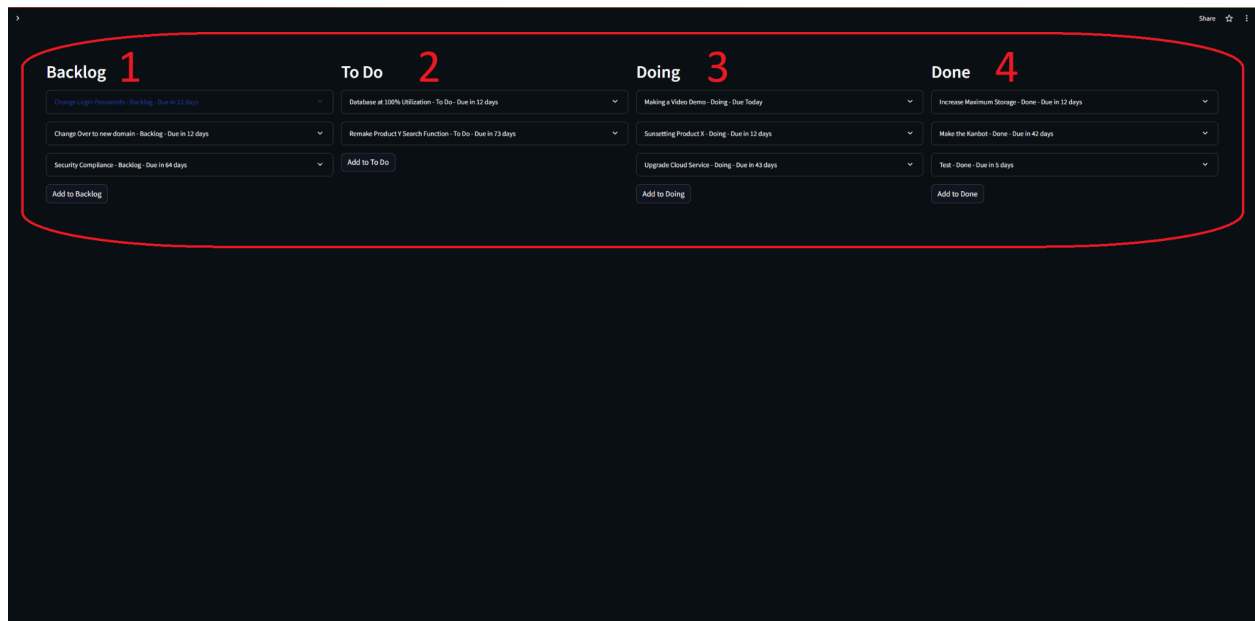 Share
Backlog 1
Change Login Passwords - Backlog - Due in 12 days
Change Over to new domain - Backlog - Due in 12 days
Security Compliance - Backlog - Due in 64 days
Add to Backlog
To Do 2
Database at 100% Utilization - To Do - Due in 12 days
Remake Product Y Search Function - To Do - Due in 73 days
Add to To Do
Doing 3
Making a Video Demo - Doing - Due Today
Sunsetting Product X - Doing - Due in 12 days
Upgrade Cloud Service - Doing - Due in 43 days
Add to Doing
Done 4
Increase Maximum Storage - Done - Due in 12 days
Make the Kanbot - Done - Due in 42 days
Test - Done - Due in 5 days
Add to Done